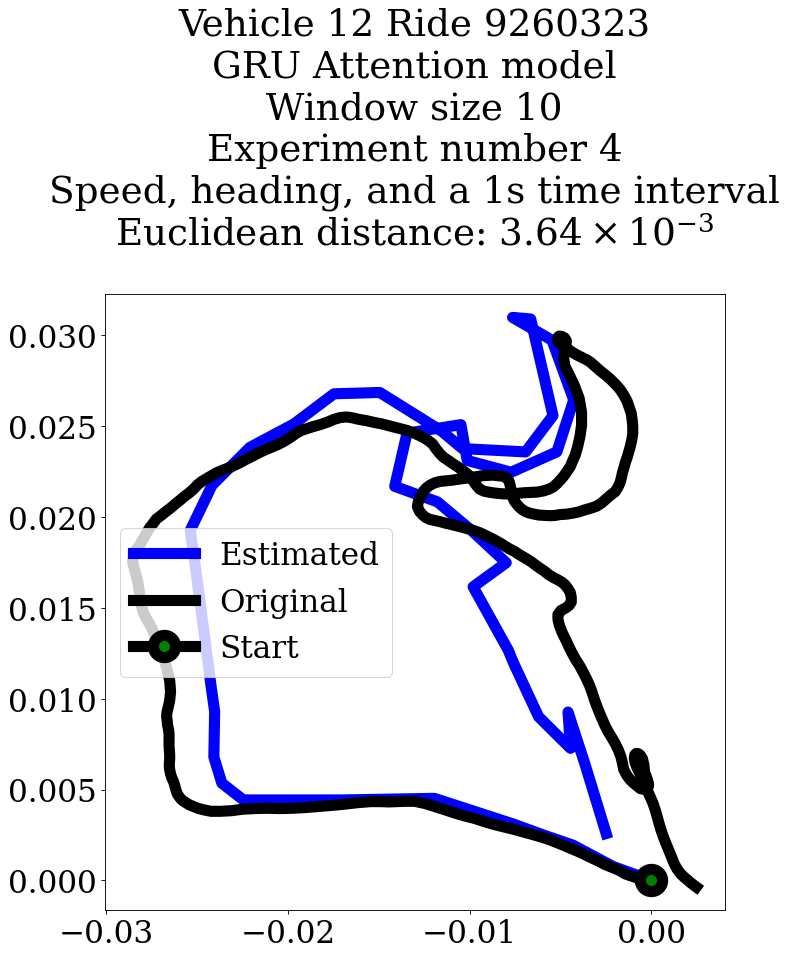 Vehicle 12 Ride 9260323
GRU Attention model
Window size 10
Experiment number 4
Speed, heading, and a 1s time interval
Euclidean distance: 3.64 × 10⁻³
0.030
0.025
0.020
0.015
0.010
0.005
0.000
Estimated
Original
Start
−0.03 −0.02 −0.01 0.00